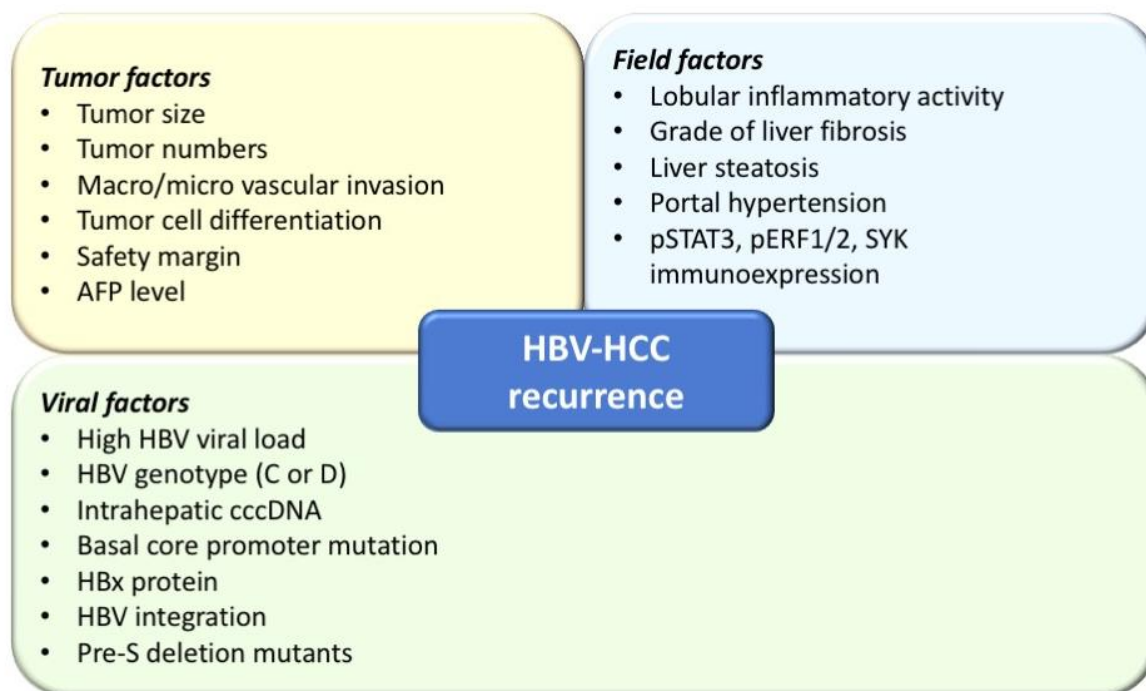 Tumor factors
• Tumor size
• Tumor numbers
• Macro/micro vascular invasion
• Tumor cell differentiation
• Safety margin
• AFP level
Field factors
• Lobular inflammatory activity
• Grade of liver fibrosis
• Liver steatosis
• Portal hypertension
• pSTAT3, pERF1/2, SYK
immunoexpression
HBV-HCC
recurrence
Viral factors
• High HBV viral load
• HBV genotype (C or D)
• Intrahepatic cccDNA
• Basal core promoter mutation
• HBx protein
• HBV integration
• Pre-S deletion mutants